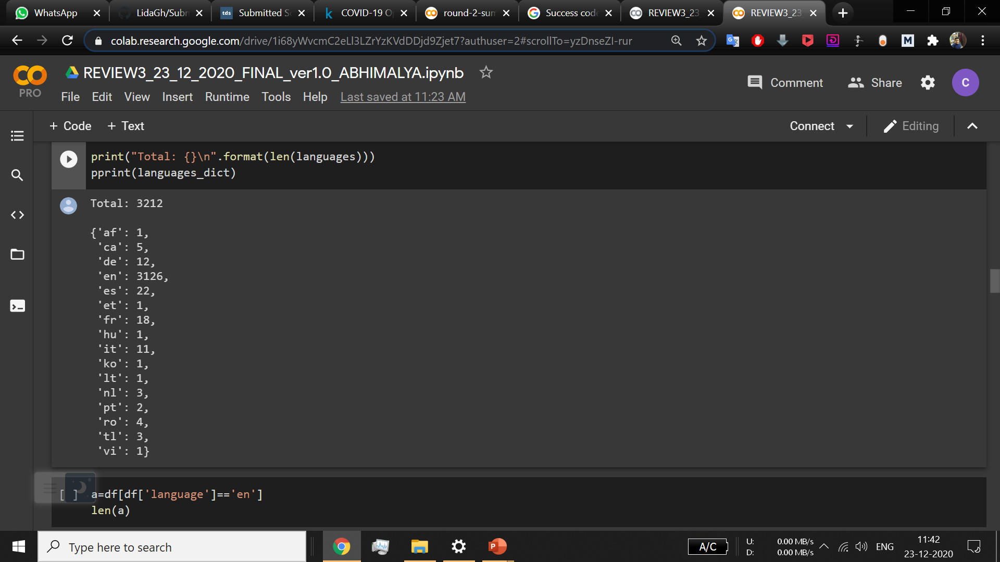 WhatsApp
LidaGh/Subm
tds
Submitted S
k
COVID-19 O
round-2-sum
Success code
REVIEW3_23
REVIEW3_23
colab.research.google.com/drive/1i68yWvcmC2eLl3LZrYzKVdDDjd9Zjet7?authuser=2#scrollTo=yzDnseZl-rur
M
PRO
REVIEW3_23_12_2020_FINAL_ver1.0_ABHIMALYA.ipynb
Comment
Share
C
File Edit View Insert Runtime Tools Help Last saved at 11:23 AM
+ Code + Text
Connect
Editing
print("Total: {}\n".format(len(languages)))
pprint(languages_dict)
Total: 3212
{'af': 1,
'ca': 5,
'de': 12,
'en': 3126,
'es': 22,
'et': 1,
'fr': 18,
'hu': 1,
'it': 11,
'ko': 1,
'lt': 1,
'nl': 3,
'pt': 2,
'ro': 4,
'tl': 3,
'vi': 1}
[ ] a=df[df['language']=='en']
len(a)
Type here to search
P
A/C
U: 0.00 MB/s
D: 0.00 MB/s
ENG
11:42
23-12-2020